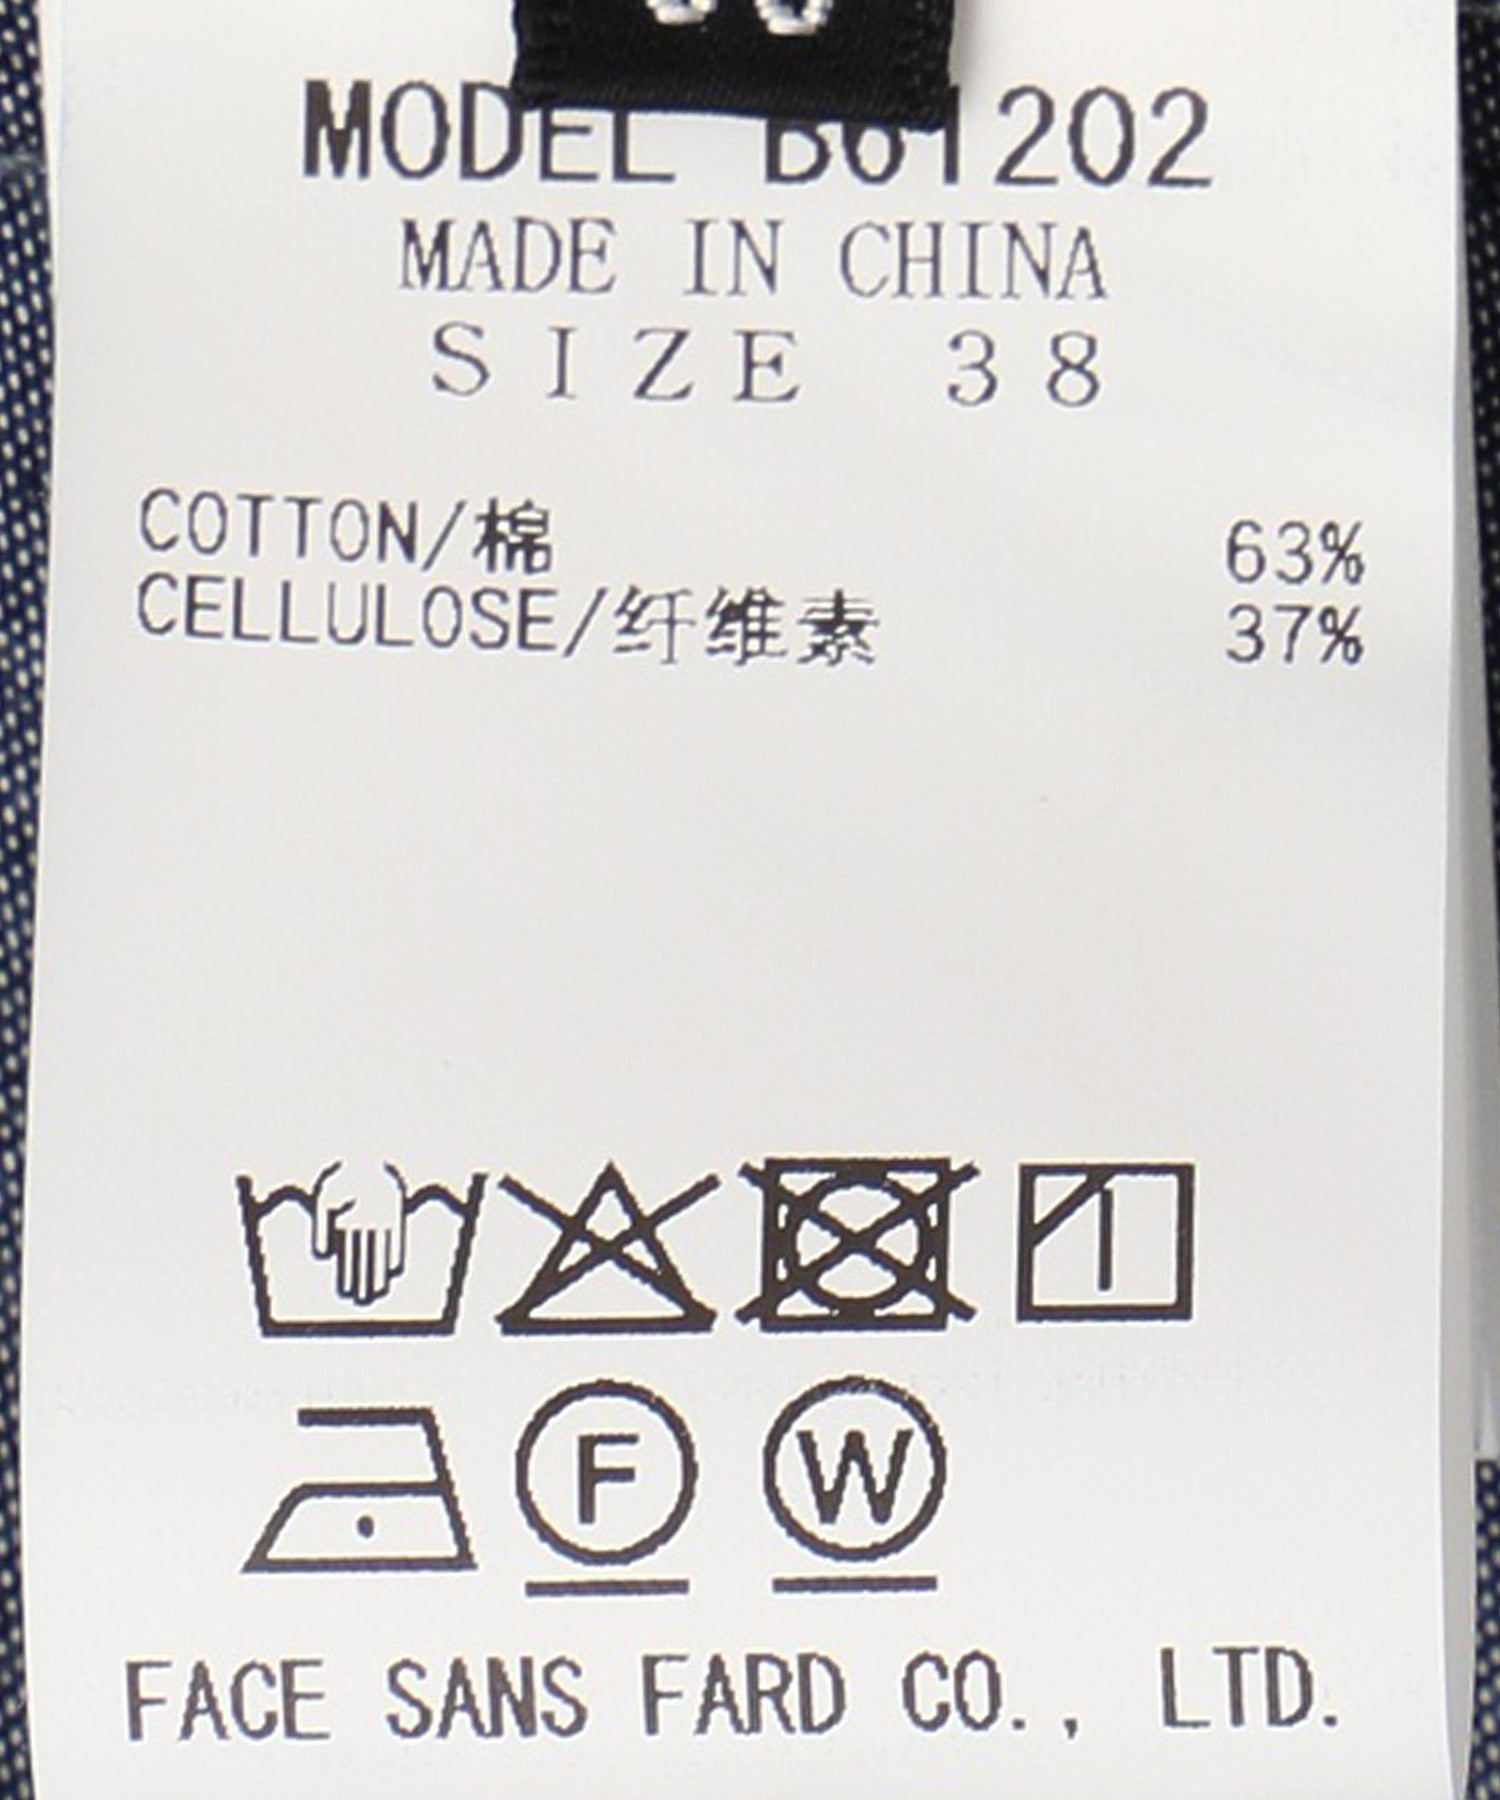 MODEL B61202
MADE IN CHINA
SIZE 38
COTTON/棉 63%
CELLULOSE/纤维素 37%
F W
FACE SANS FARD CO., LTD.